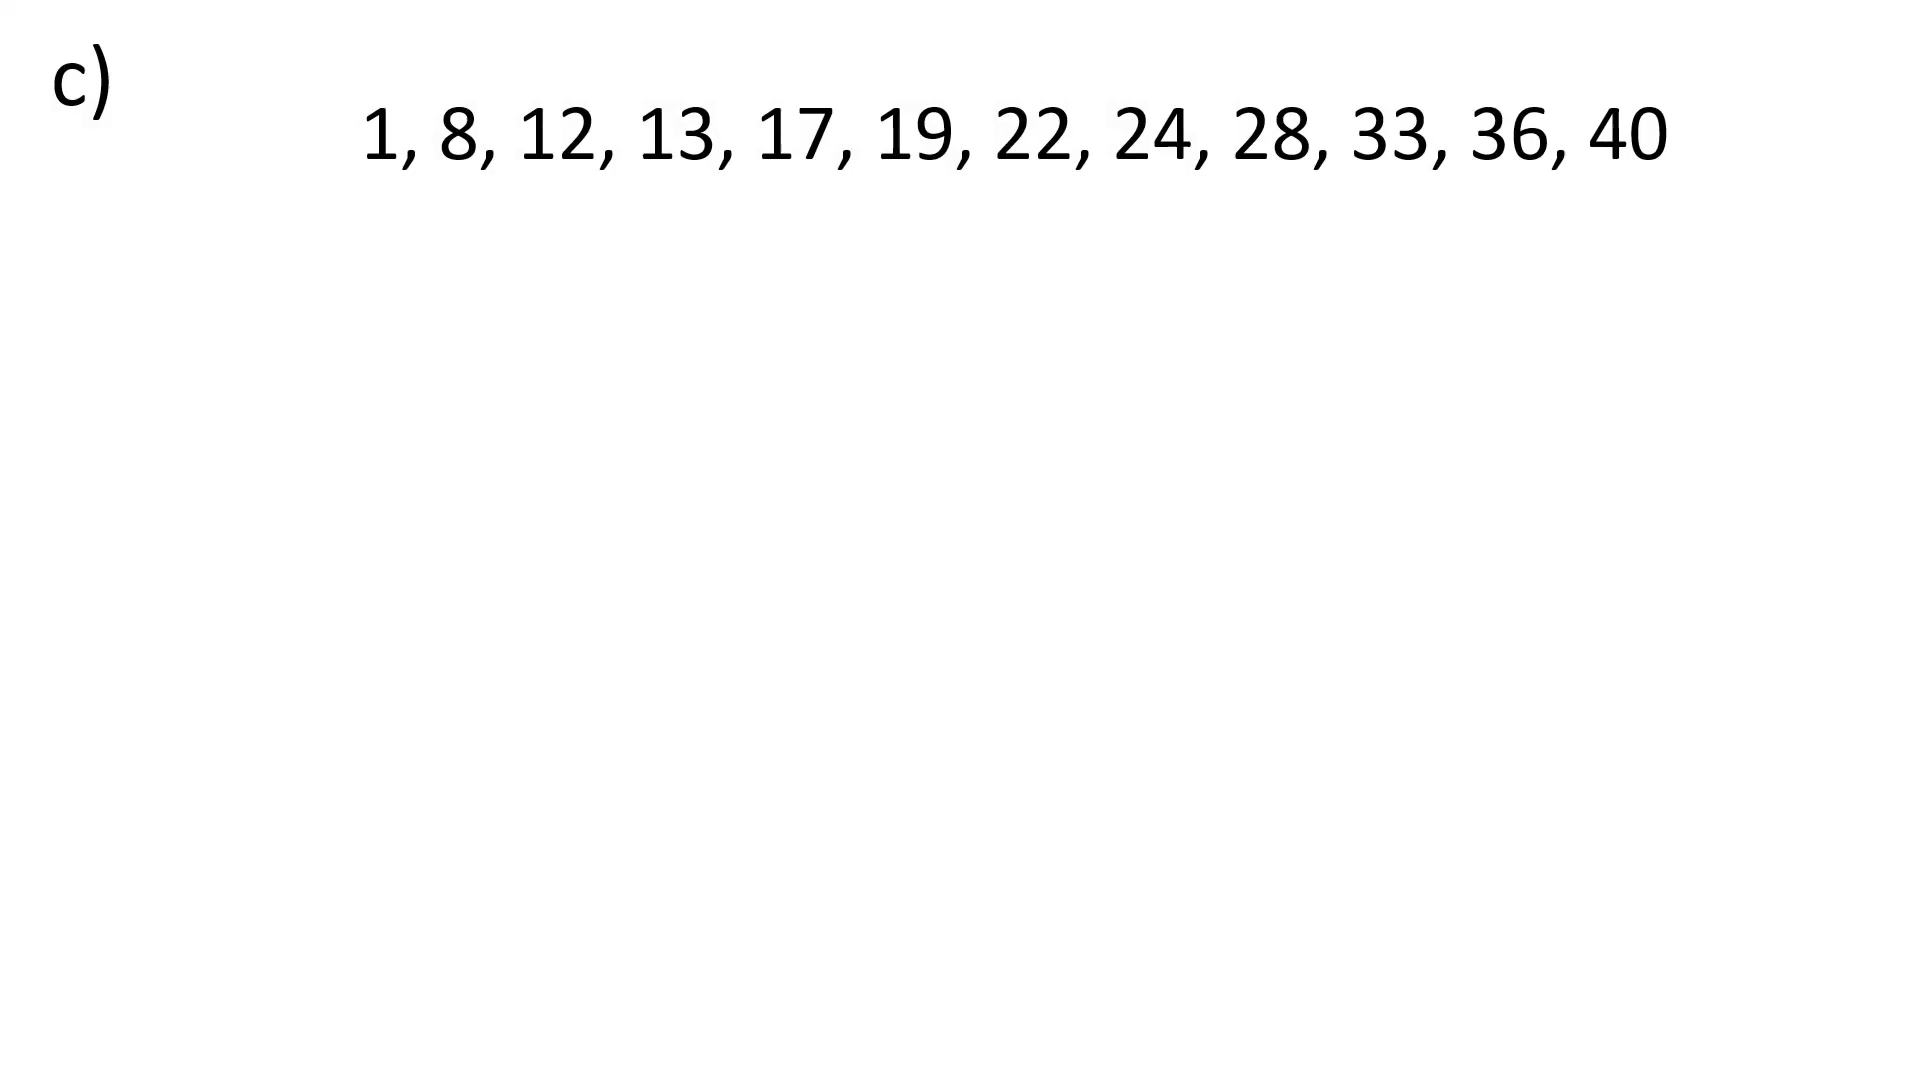 c)
1, 8, 12, 13, 17, 19, 22, 24, 28, 33, 36, 40